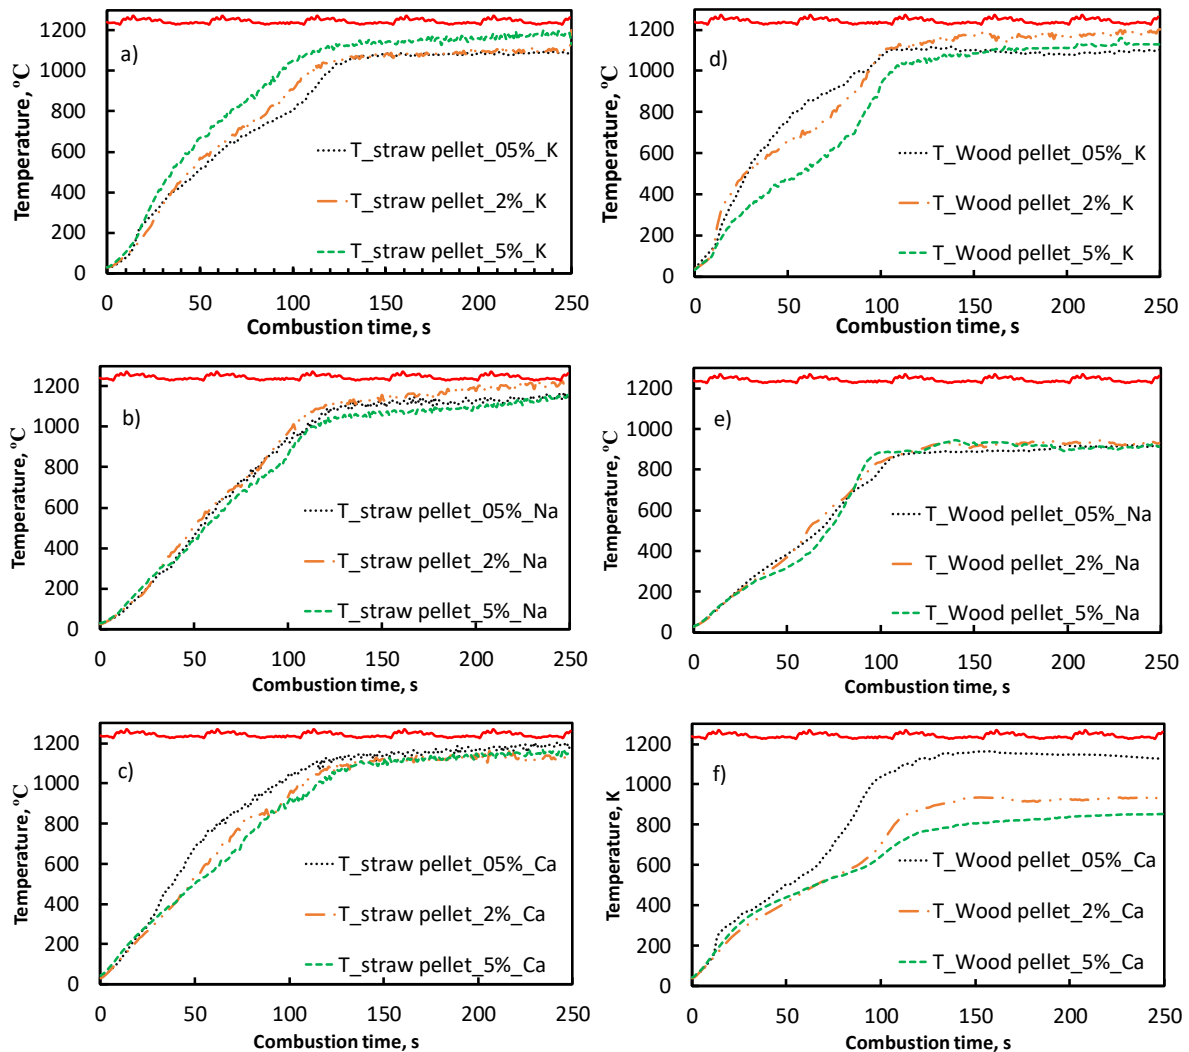 Temperature, ºC
1200
1000
800
600
400
200
0
a)
T_straw pellet_05%_K
T_straw pellet_2%_K
T_straw pellet_5%_K
0 50 100 150 200 250
Combustion time, s
Temperature, ºC
1200
1000
800
600
400
200
0
d)
T_Wood pellet_05%_K
T_Wood pellet_2%_K
T_Wood pellet_5%_K
0 50 100 150 200 250
Combustion time, s
Temperature, ºC
1200
1000
800
600
400
200
0
b)
T_straw pellet_05%_Na
T_straw pellet_2%_Na
T_straw pellet_5%_Na
0 50 100 150 200 250
Combustion time, s
Temperature, ºC
1200
1000
800
600
400
200
0
e)
T_Wood pellet_05%_Na
T_Wood pellet_2%_Na
T_Wood pellet_5%_Na
0 50 100 150 200 250
Combustion time, s
Temperature, ºC
1200
1000
800
600
400
200
0
c)
T_straw pellet_05%_Ca
T_straw pellet_2%_Ca
T_straw pellet_5%_Ca
0 50 100 150 200 250
Combustion time, s
Temperature, K
1200
1000
800
600
400
200
0
f)
T_Wood pellet_05%_Ca
T_Wood pellet_2%_Ca
T_Wood pellet_5%_Ca
0 50 100 150 200 250
Combustion time, s